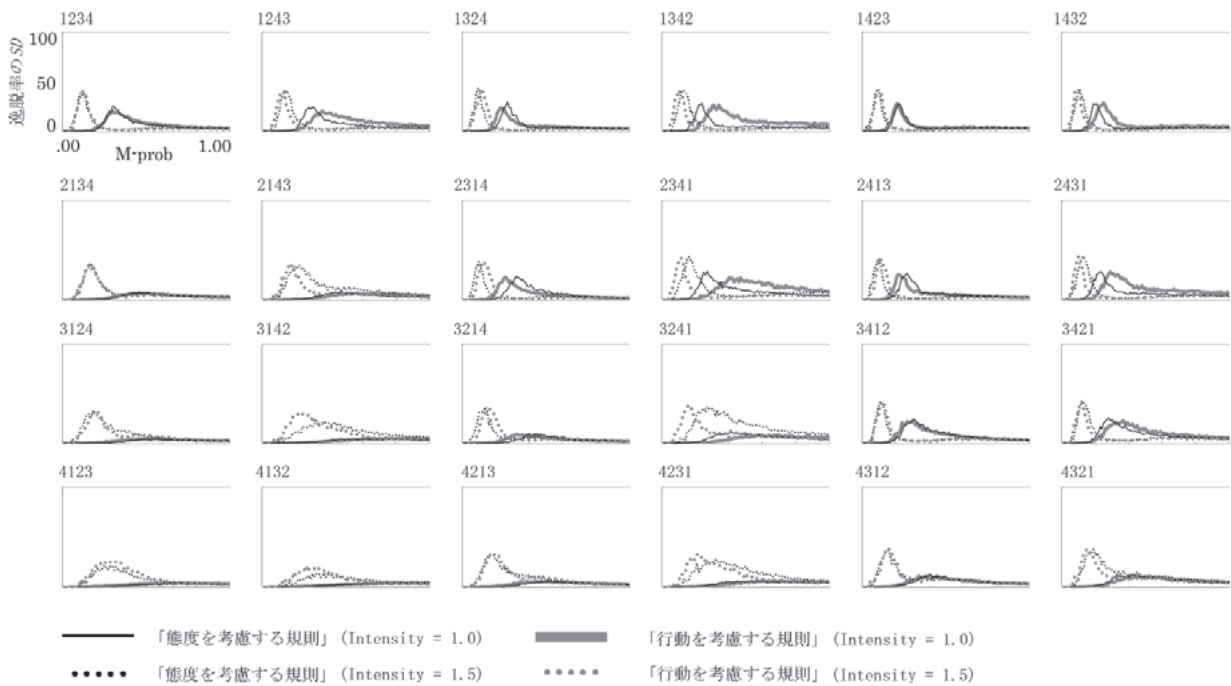 1234 1243 1324 1342 1423 1432
100
50
0
逸脱率のSD
.00 1.00
M-prob
2134 2143 2314 2341 2413 2431
3124 3142 3214 3241 3412 3421
4123 4132 4213 4231 4312 4321
「態度を考慮する規則」(Intensity = 1.0) 「行動を考慮する規則」(Intensity = 1.0)
「態度を考慮する規則」(Intensity = 1.5) 「行動を考慮する規則」(Intensity = 1.5)